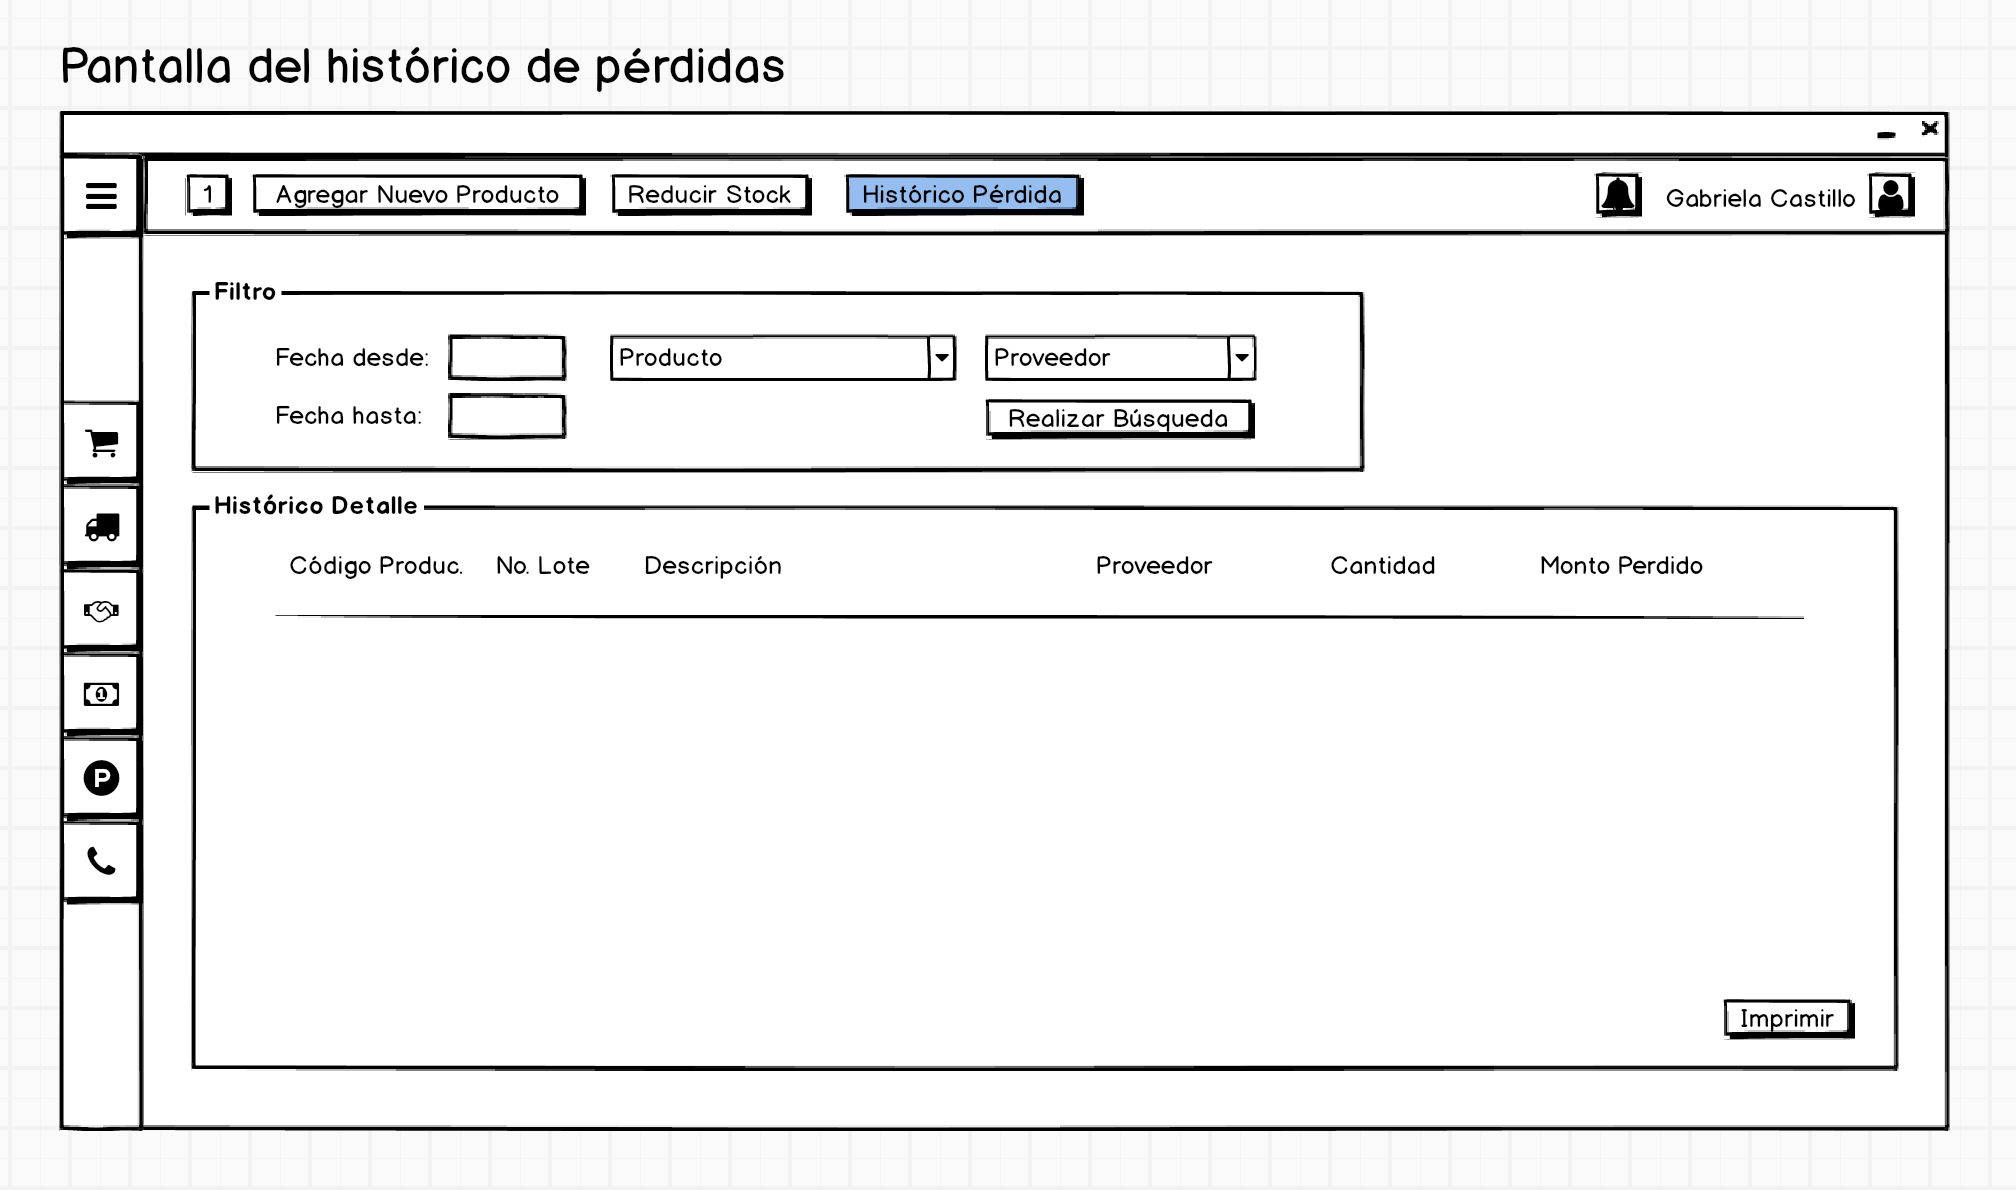 Pantalla del histórico de pérdidas
1 Agregar Nuevo Producto Reducir Stock Histórico Pérdida Gabriela Castillo
Filtro
Fecha desde: Producto Proveedor
Fecha hasta: Realizar Búsqueda
Histórico Detalle
Código Produc. No. Lote Descripción Proveedor Cantidad Monto Perdido
1
P
Imprimir